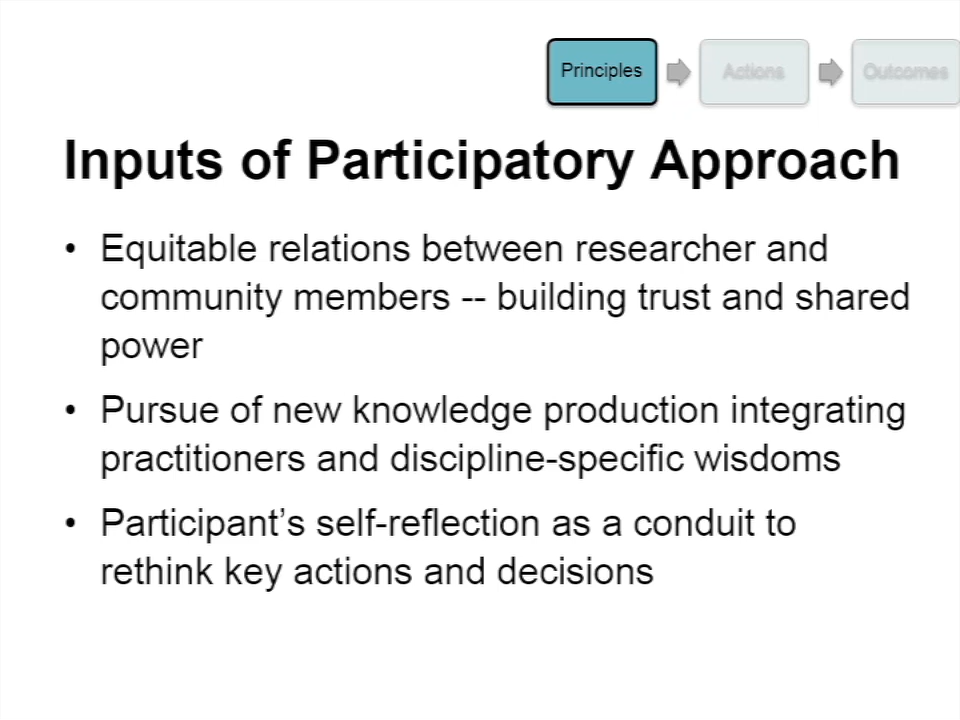 Principles
Actions
Outcomes
Inputs of Participatory Approach
• Equitable relations between researcher and
community members -- building trust and shared
power
• Pursue of new knowledge production integrating
practitioners and discipline-specific wisdoms
• Participant’s self-reflection as a conduit to
rethink key actions and decisions